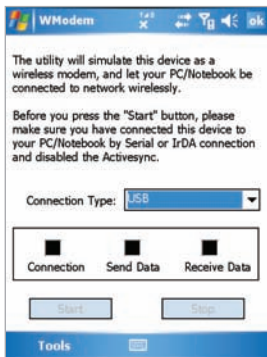 WModem
ok
The utility will simulate this device as a
wireless modem, and let your PC/Notebook be
connected to network wirelessly.
Before you press the "Start" button, please
make sure you have connected this device to
your PC/Notebook by Serial or IrDA connection
and disabled the Activesync.
Connection Type: USB
Connection Send Data Receive Data
Start Stop
Tools